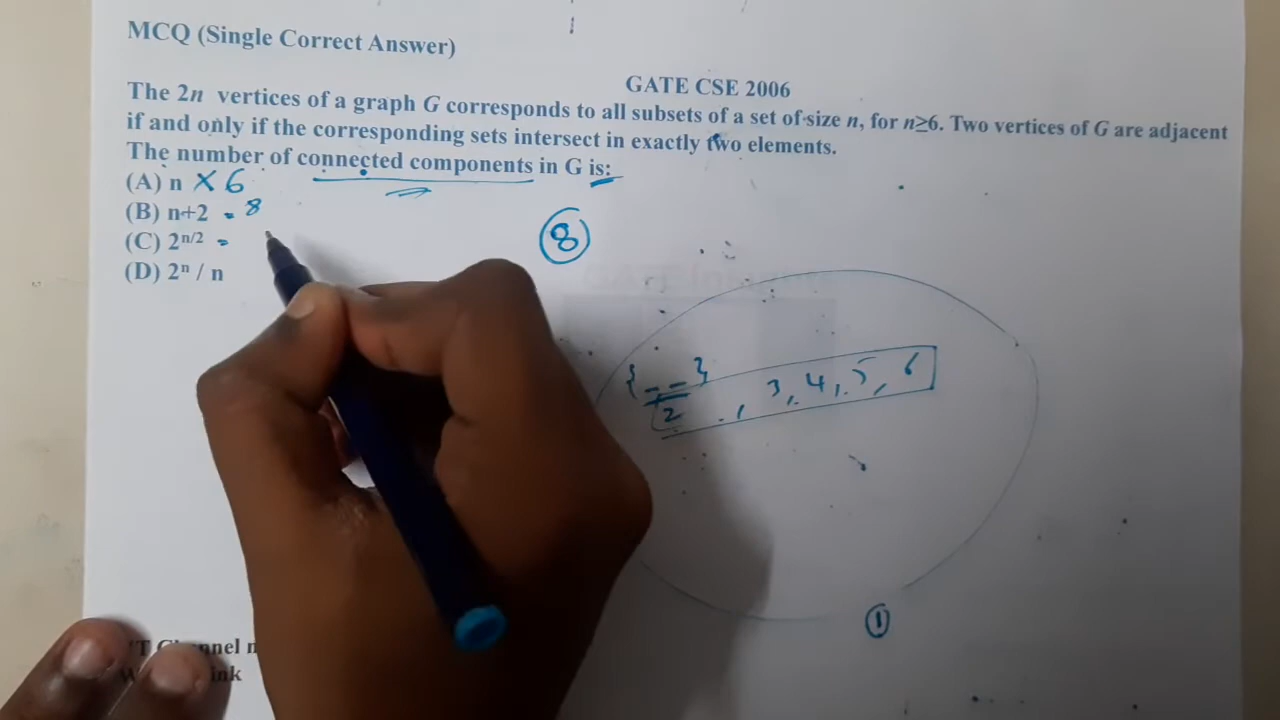 MCQ (Single Correct Answer)
GATE CSE 2006
The 2n vertices of a graph G corresponds to all subsets of a set of size n, for n≥6. Two vertices of G are adjacent
if and only if the corresponding sets intersect in exactly two elements.
The number of connected components in G is:
(A) n × 6
(B) n+2 = 8
(C) 2^{n/2} =
(D) 2^n / n
8
{ _ _ }
2 , 3, 4, 5, 6
1